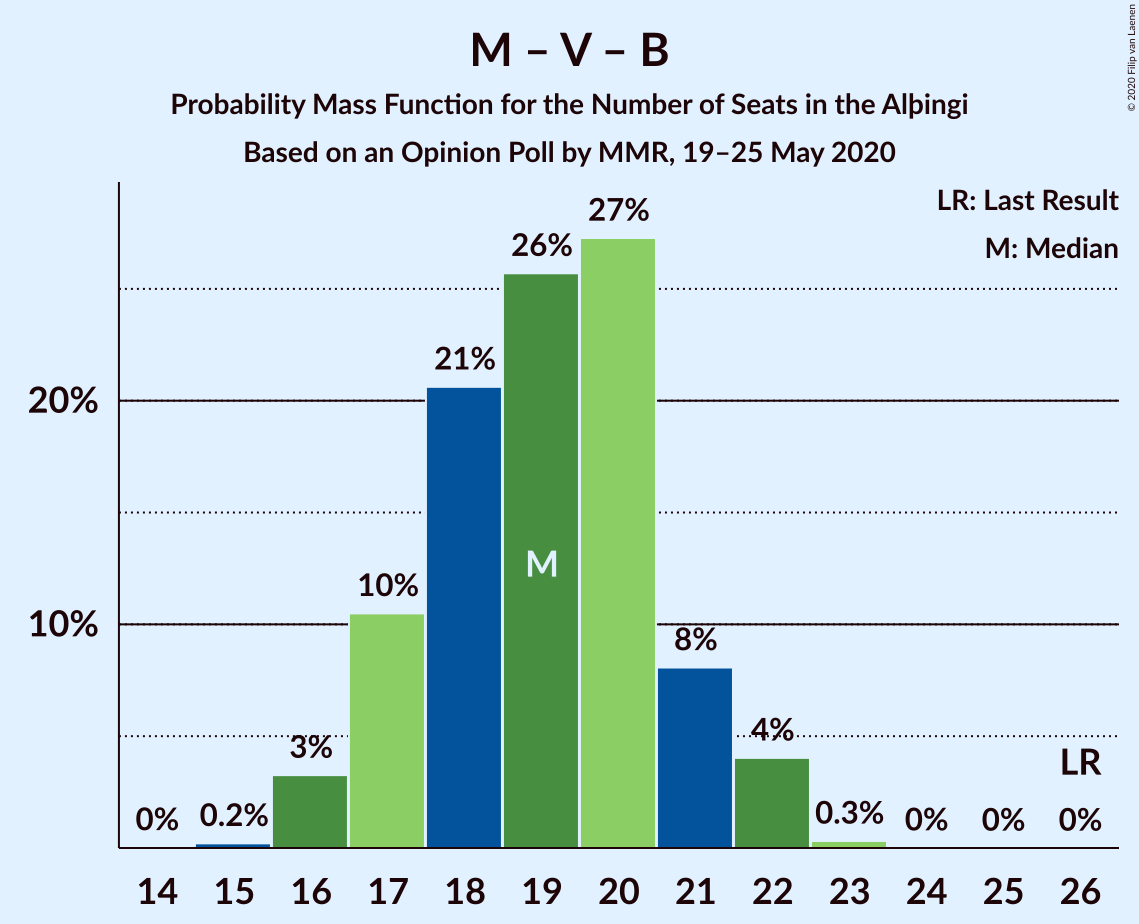 M – V – B
Probability Mass Function for the Number of Seats in the Alþingi
Based on an Opinion Poll by MMR, 19–25 May 2020
© 2020 Filip van Laenen
LR: Last Result
M: Median
27%
26%
21%
20%
M
10%
10%
8%
4%
3%
LR
0%
0.2%
0.3%
0%
0%
0%
14 15 16 17 18 19 20 21 22 23 24 25 26